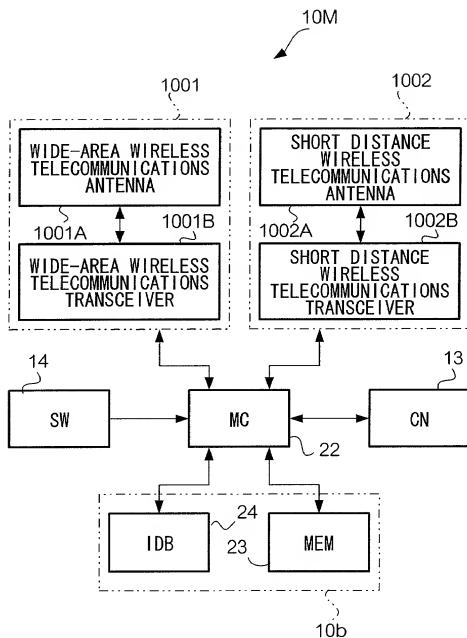 10M
1001
1002
WIDE-AREA WIRELESS
TELECOMMUNICATIONS
ANTENNA
SHORT DISTANCE
WIRELESS
TELECOMMUNICATIONS
ANTENNA
1001A
1001B
1002A
1002B
WIDE-AREA WIRELESS
TELECOMMUNICATIONS
TRANSCEIVER
SHORT DISTANCE
WIRELESS
TELECOMMUNICATIONS
TRANSCEIVER
14
13
SW
MC
CN
22
24
IDB
23
MEM
10b